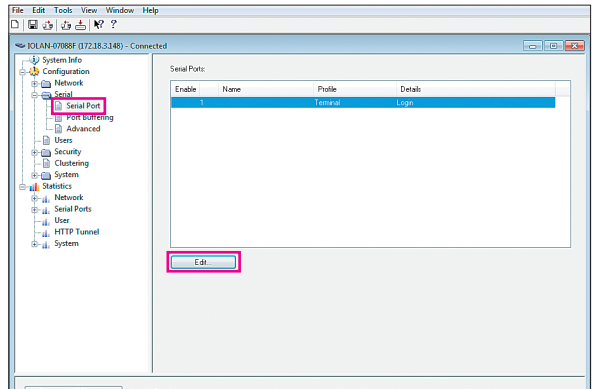 File Edit Tools View Window Help
?
IOLAN-07088F (172.18.3.148) - Connected
System Info
Configuration
Network
Serial
Serial Port
Port Buffering
Advanced
Users
Security
Clustering
System
Statistics
Network
Serial Ports
User
HTTP Tunnel
System
Serial Ports:
Enable Name Profile Details
1 Terminal Login
Edit...